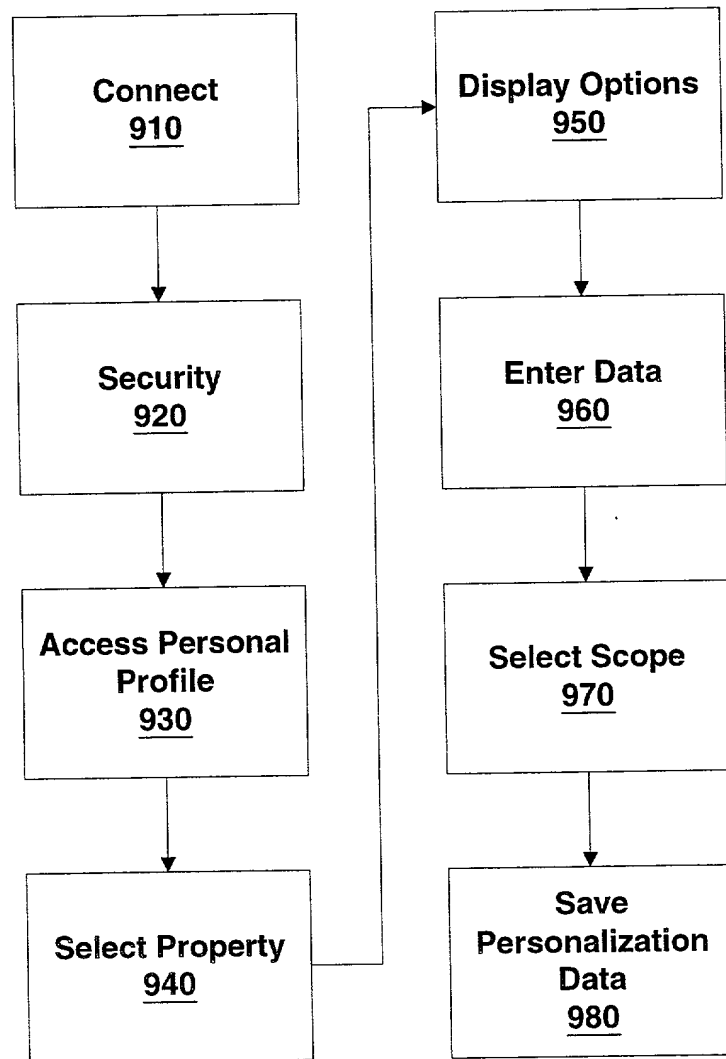 Connect
910
Security
920
Access Personal
Profile
930
Select Property
940
Display Options
950
Enter Data
960
Select Scope
970
Save
Personalization
Data
980